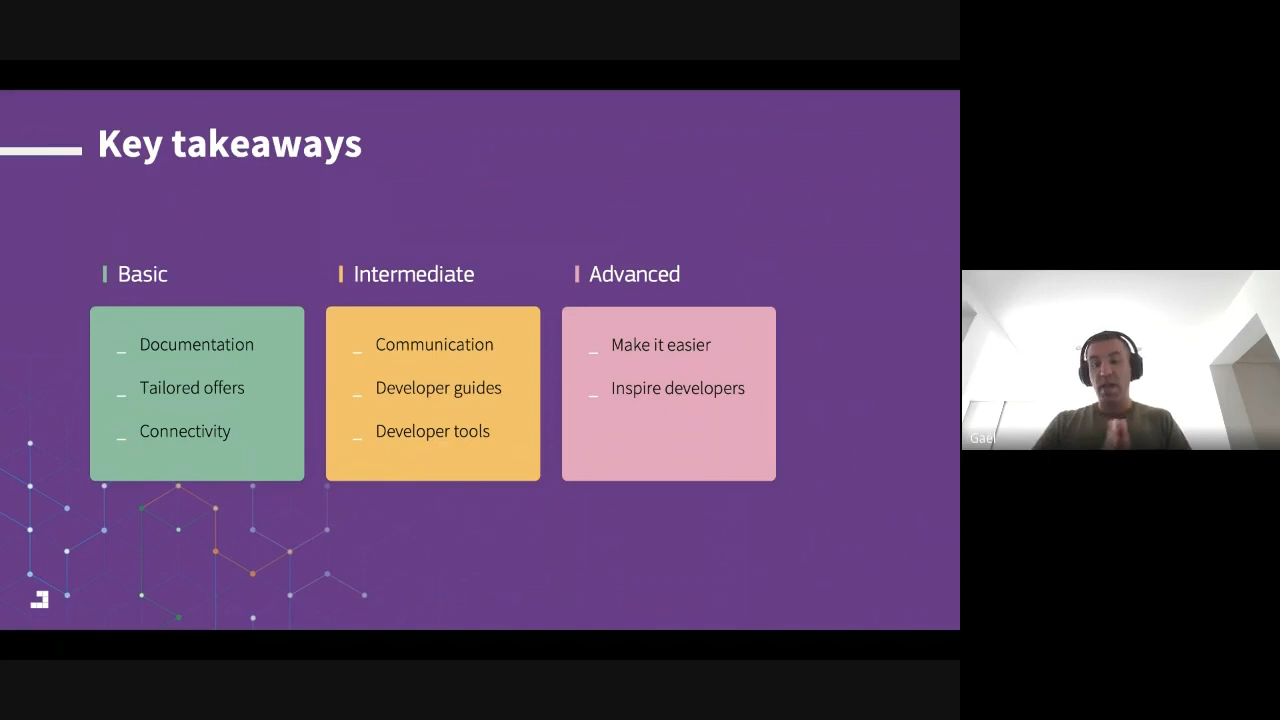 Key takeaways
Basic
Documentation
Tailored offers
Connectivity
Intermediate
Communication
Developer guides
Developer tools
Advanced
Make it easier
Inspire developers
Gaël